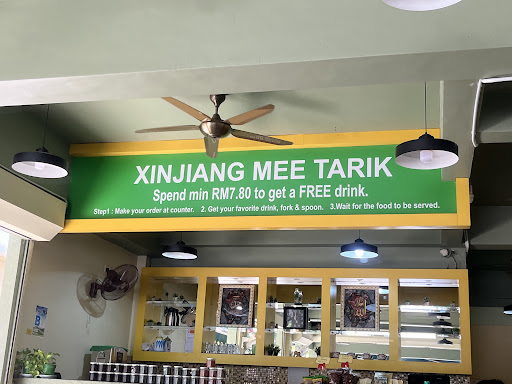 XINJIANG MEE TARIK
Spend min RM7.80 to get a FREE drink.
Step1 : Make your order at counter. 2. Get your favorite drink, fork & spoon. 3.Wait for the food to be served.